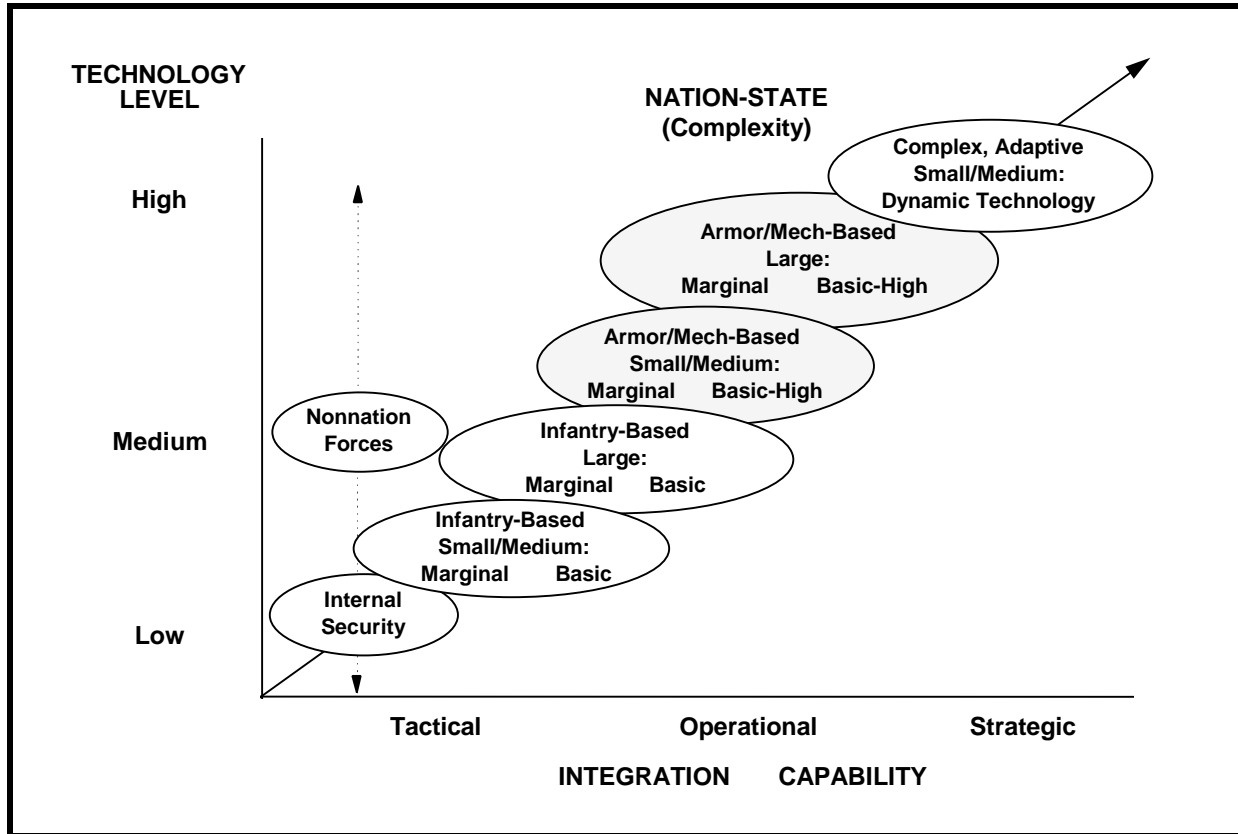 TECHNOLOGY
LEVEL
NATION-STATE
(Complexity)
Complex, Adaptive
Small/Medium:
Dynamic Technology
High
Armor/Mech-Based
Large:
Marginal Basic-High
Armor/Mech-Based
Small/Medium:
Marginal Basic-High
Nonnation
Forces
Medium
Infantry-Based
Large:
Marginal Basic
Infantry-Based
Small/Medium:
Marginal Basic
Internal
Security
Low
Tactical Operational Strategic
INTEGRATION CAPABILITY